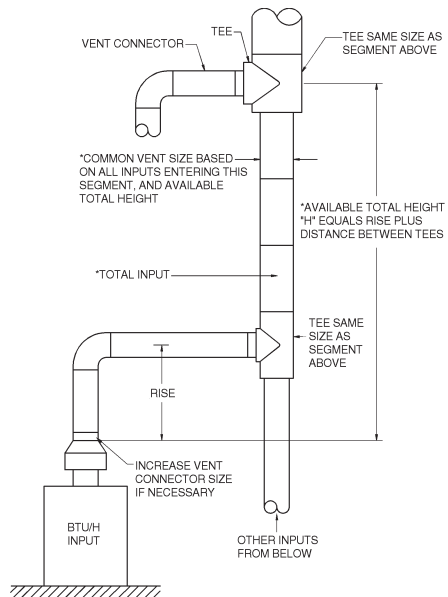 TEE
VENT CONNECTOR
TEE SAME SIZE AS
SEGMENT ABOVE
*COMMON VENT SIZE BASED
ON ALL INPUTS ENTERING THIS
SEGMENT, AND AVAILABLE
TOTAL HEIGHT
*AVAILABLE TOTAL HEIGHT
"H" EQUALS RISE PLUS
DISTANCE BETWEEN TEES
*TOTAL INPUT
TEE SAME
SIZE AS
SEGMENT
ABOVE
RISE
INCREASE VENT
CONNECTOR SIZE
IF NECESSARY
BTU/H
INPUT
OTHER INPUTS
FROM BELOW